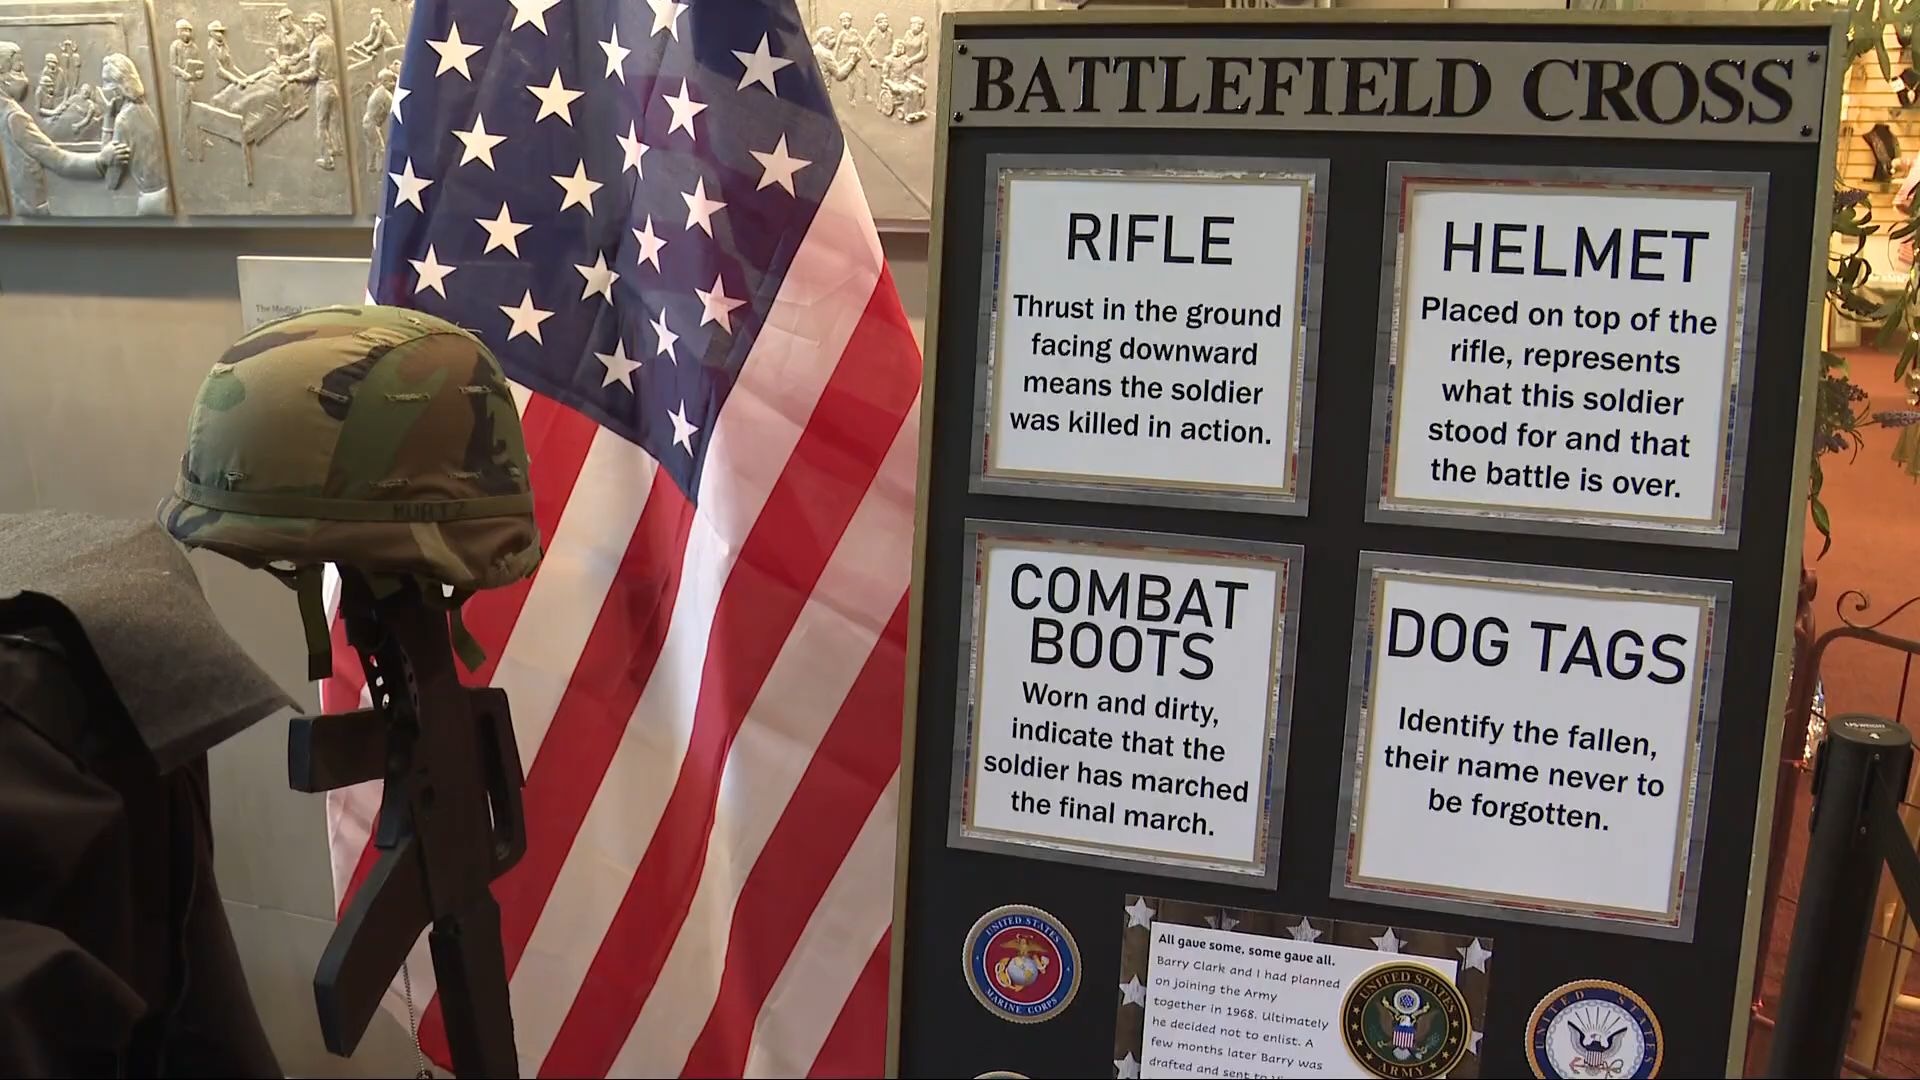 BATTLEFIELD CROSS
RIFLE
Thrust in the ground
facing downward
means the soldier
was killed in action.
HELMET
Placed on top of the
rifle, represents
what this soldier
stood for and that
the battle is over.
COMBAT
BOOTS
Worn and dirty,
indicate that the
soldier has marched
the final march.
DOG TAGS
Identify the fallen,
their name never to
be forgotten.
The Medical
KURTZ
UNITED STATES
MARINE CORPS
All gave some, some gave all.
Barry Clark and I had planned
on joining the Army
together in 1968. Ultimately
he decided not to enlist. A
few months later Barry was
drafted and sent to
UNITED STATES
ARMY
UNITED STATES